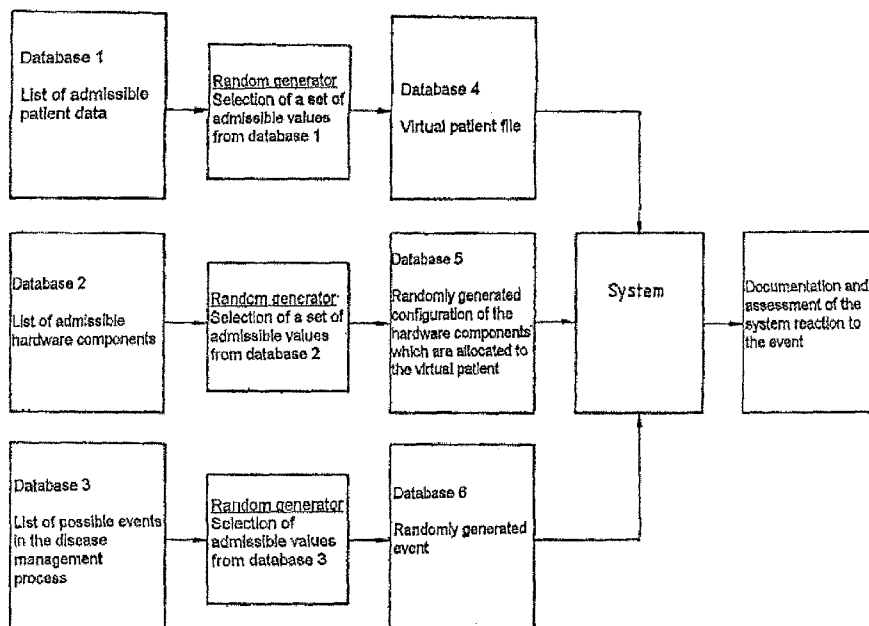 Database 1
List of admissible
patient data
Random generator
Selection of a set of
admissible values
from database 1
Database 4
Virtual patient file
Database 2
List of admissible
hardware components
Random generator
Selection of a set of
admissible values
from database 2
Database 5
Randomly generated
configuration of the
hardware components
which are allocated to
the virtual patient
System
Documentation and
assessment of the
system reaction to
the event
Database 3
List of possible events
in the disease
management
process
Random generator
Selection of
admissible values
from database 3
Database 6
Randomly generated
event